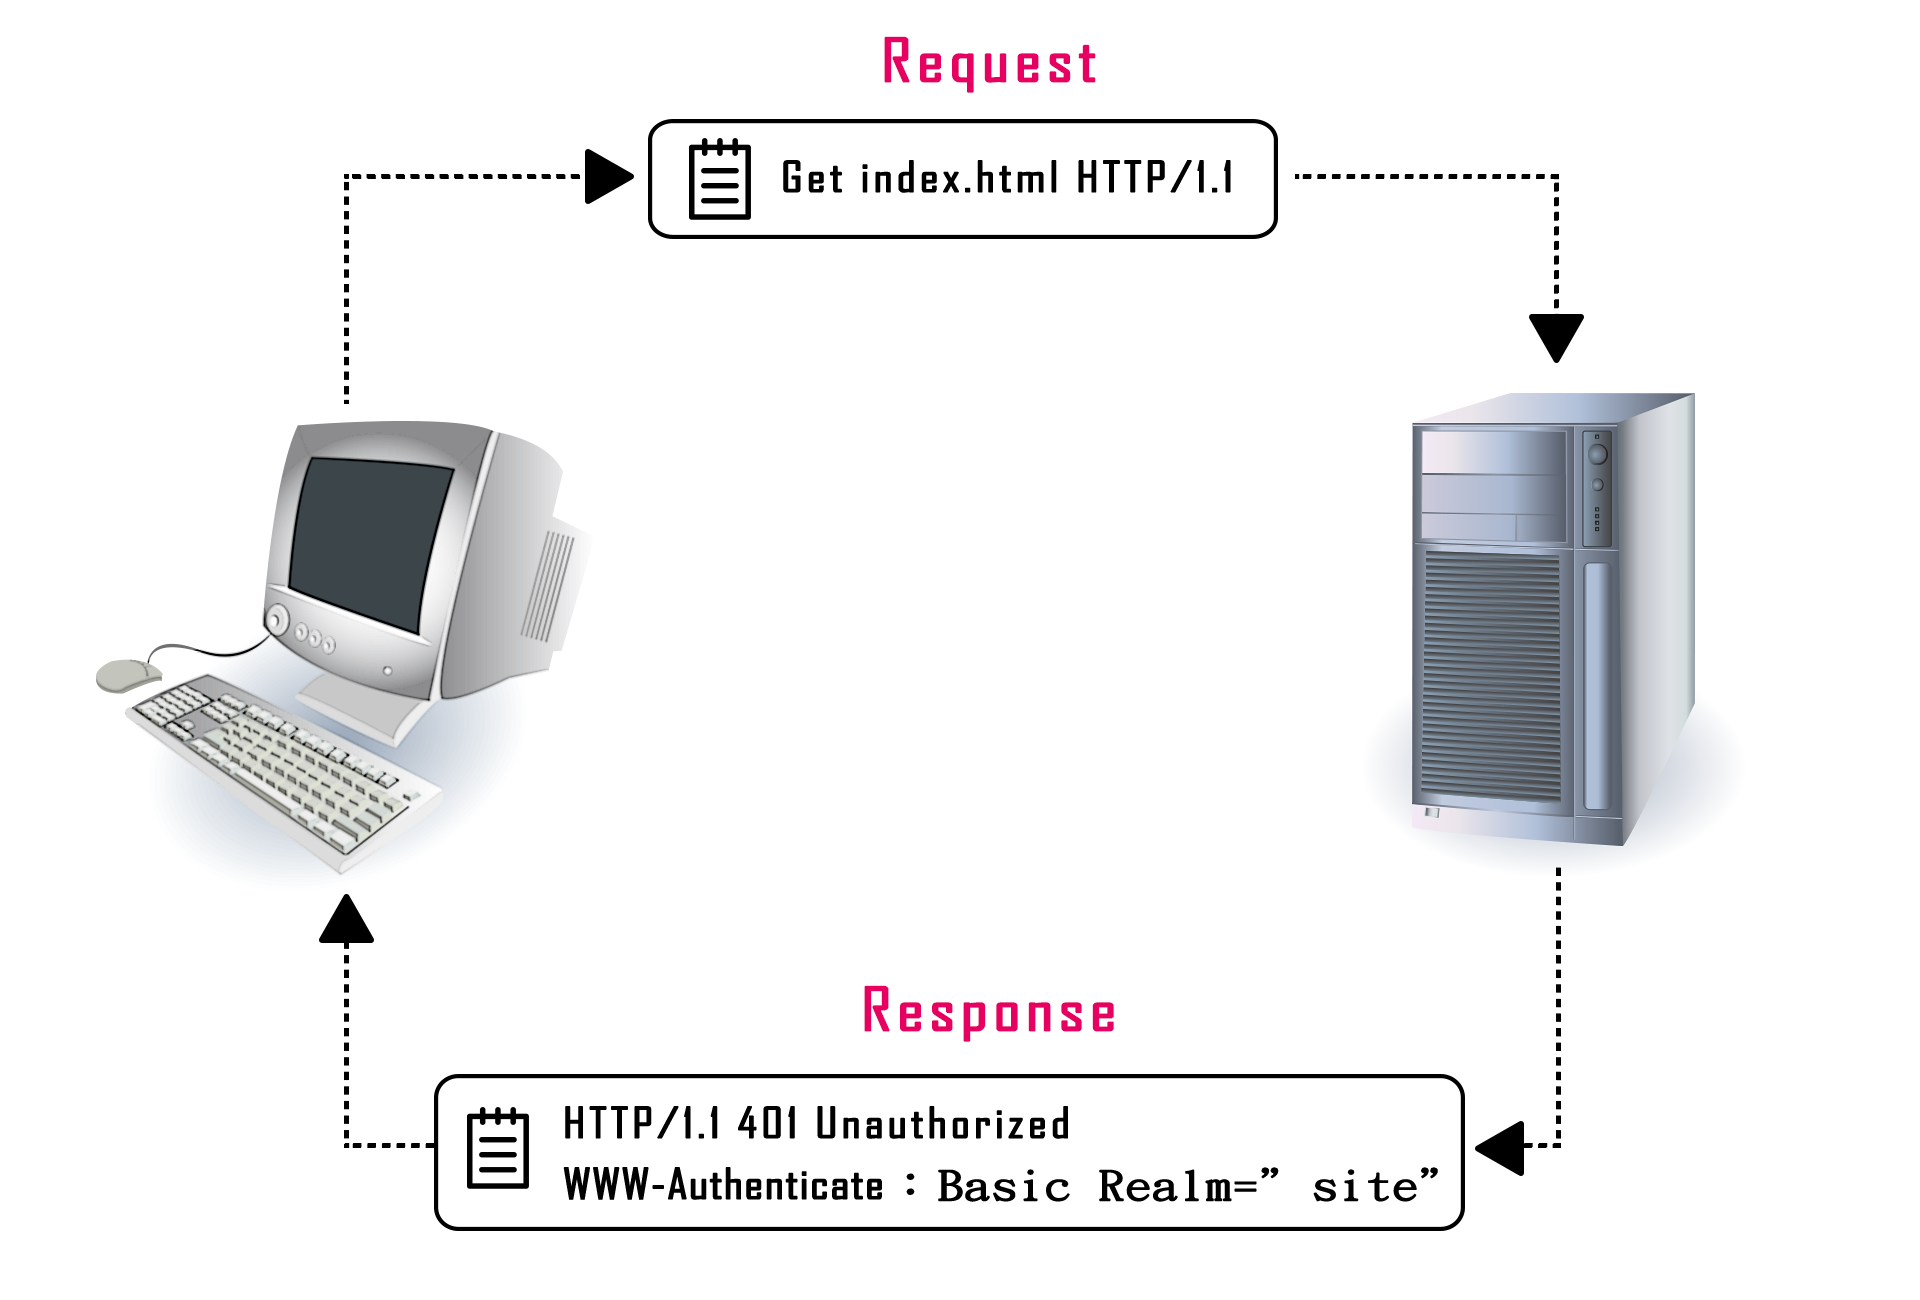 Request
Get index.html HTTP/1.1
Response
HTTP/1.1 401 Unauthorized
WWW-Authenticate : Basic Realm=” site”